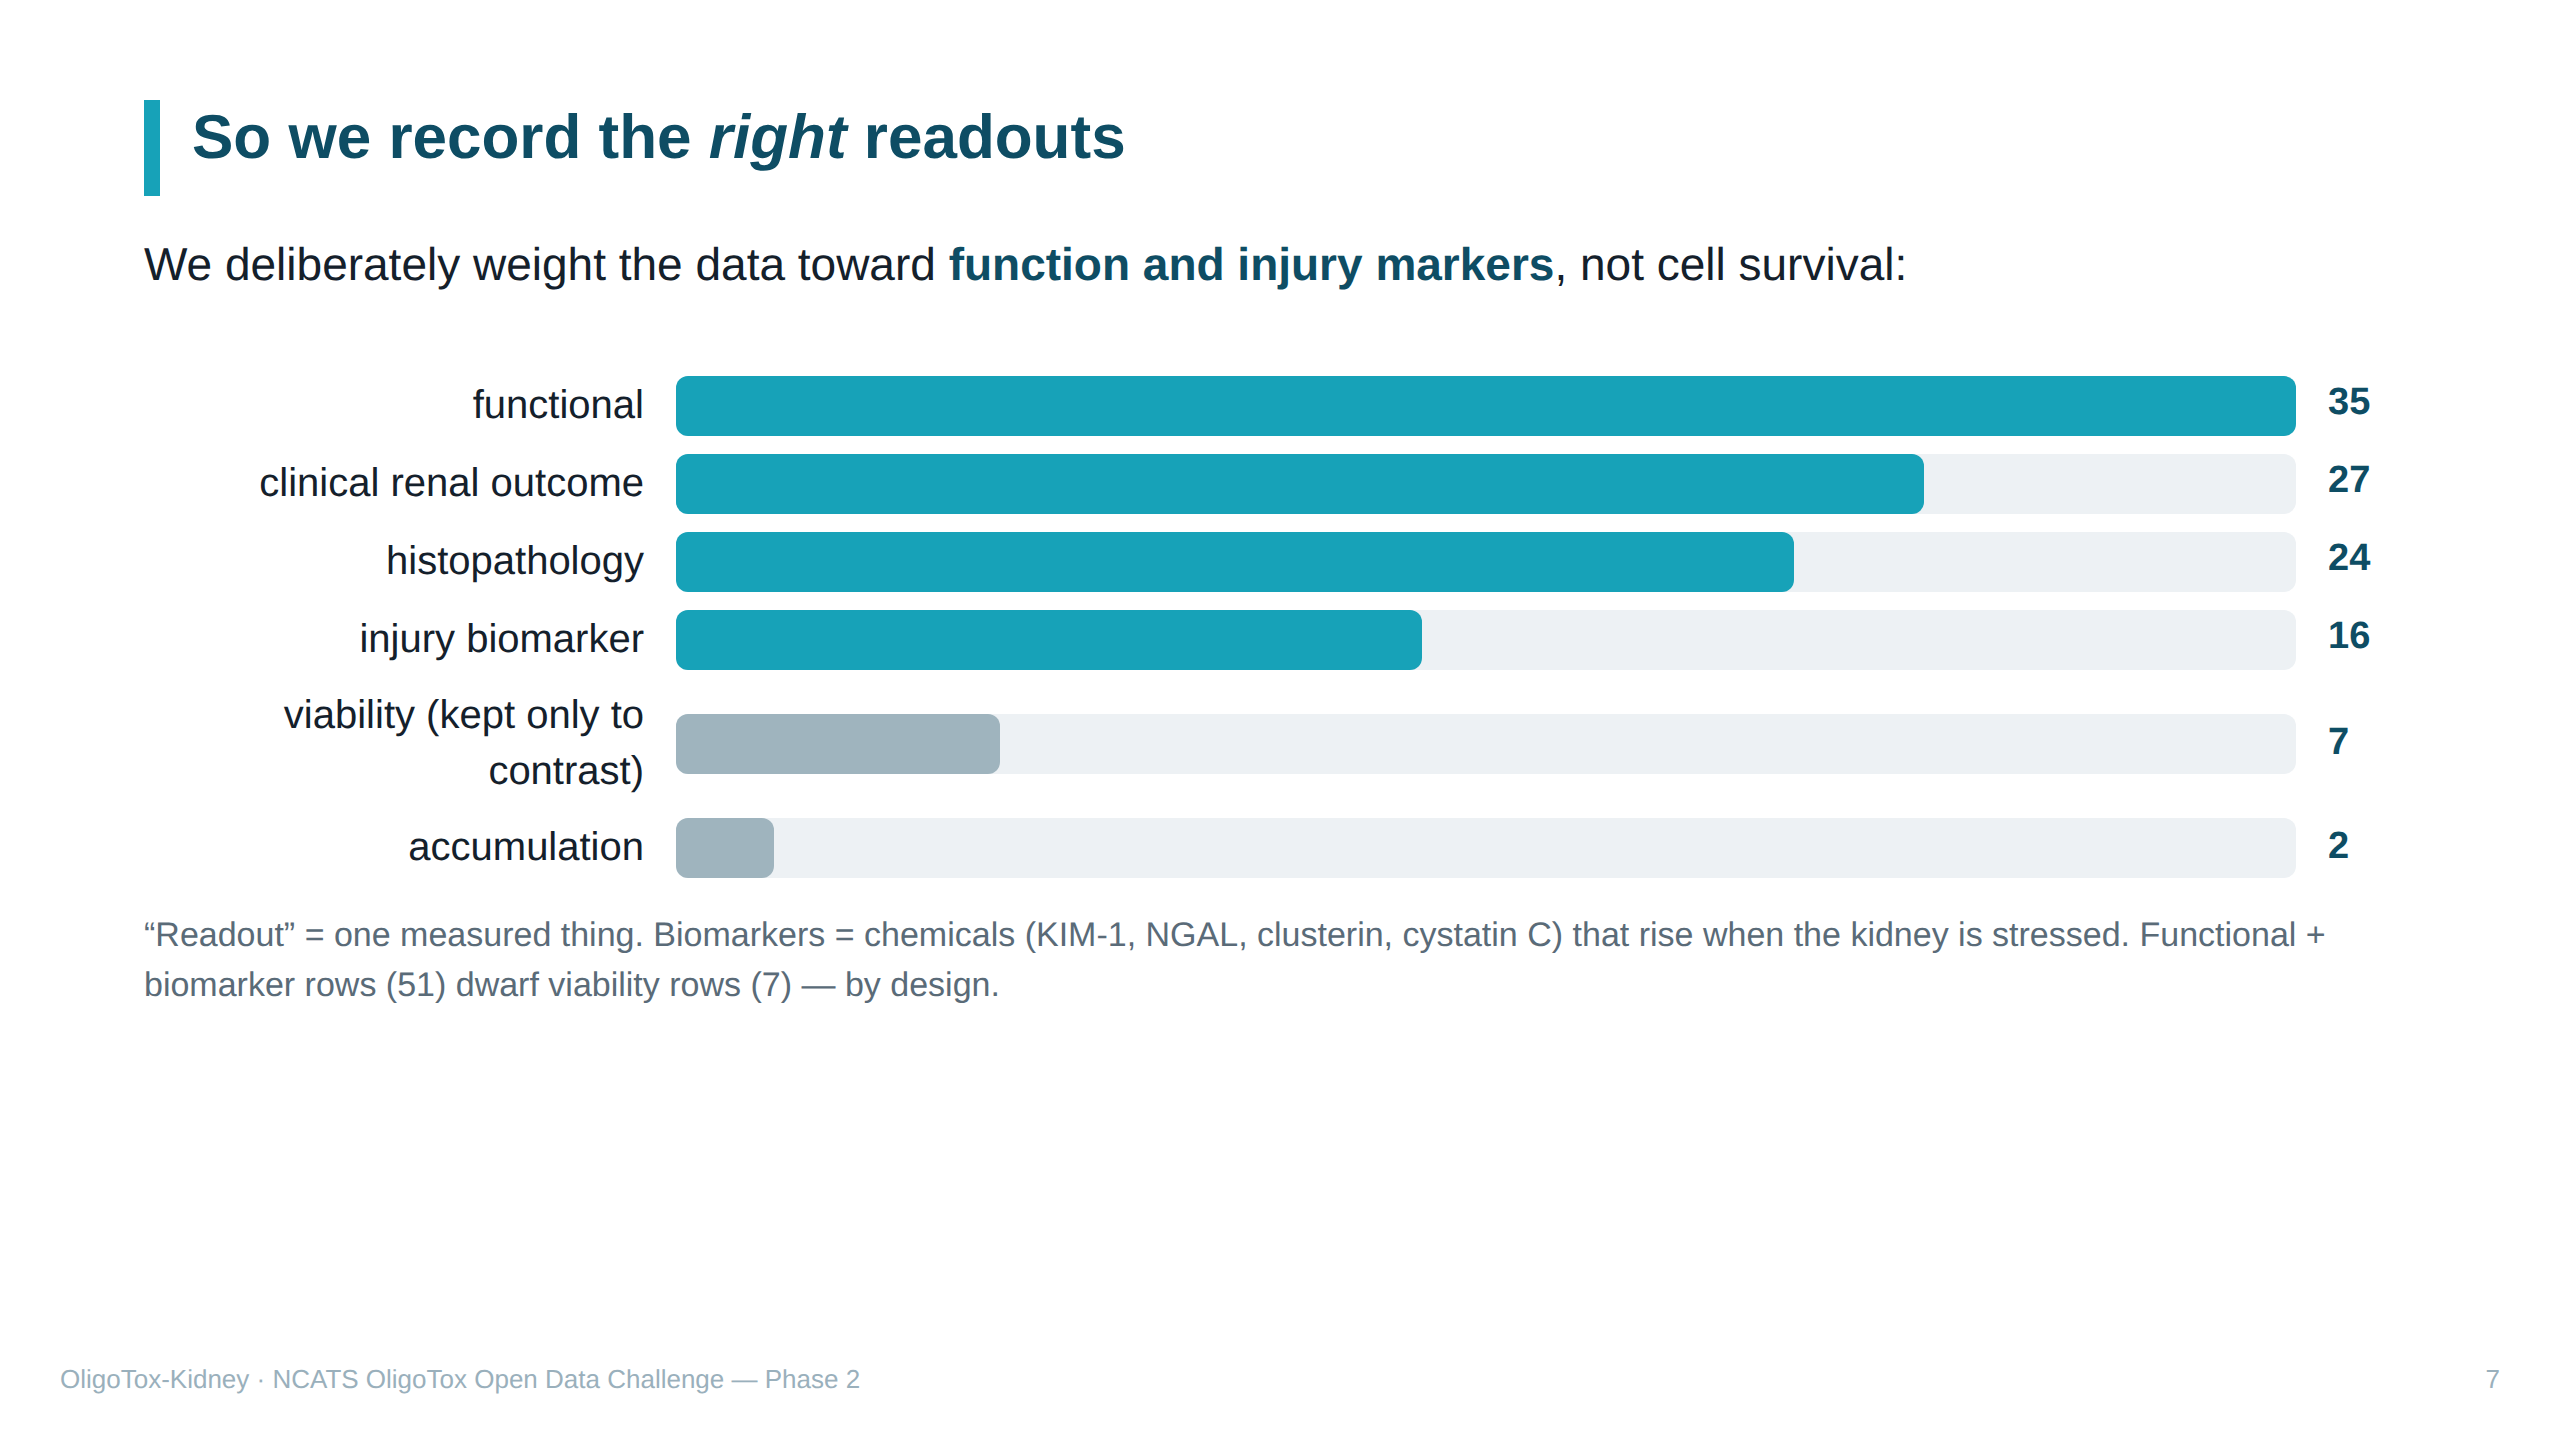 So we record the right readouts
We deliberately weight the data toward function and injury markers, not cell survival:
functional 35
clinical renal outcome 27
histopathology 24
injury biomarker 16
viability (kept only to
contrast) 7
accumulation 2
“Readout” = one measured thing. Biomarkers = chemicals (KIM-1, NGAL, clusterin, cystatin C) that rise when the kidney is stressed. Functional +
biomarker rows (51) dwarf viability rows (7) — by design.
OligoTox-Kidney · NCATS OligoTox Open Data Challenge — Phase 2 7